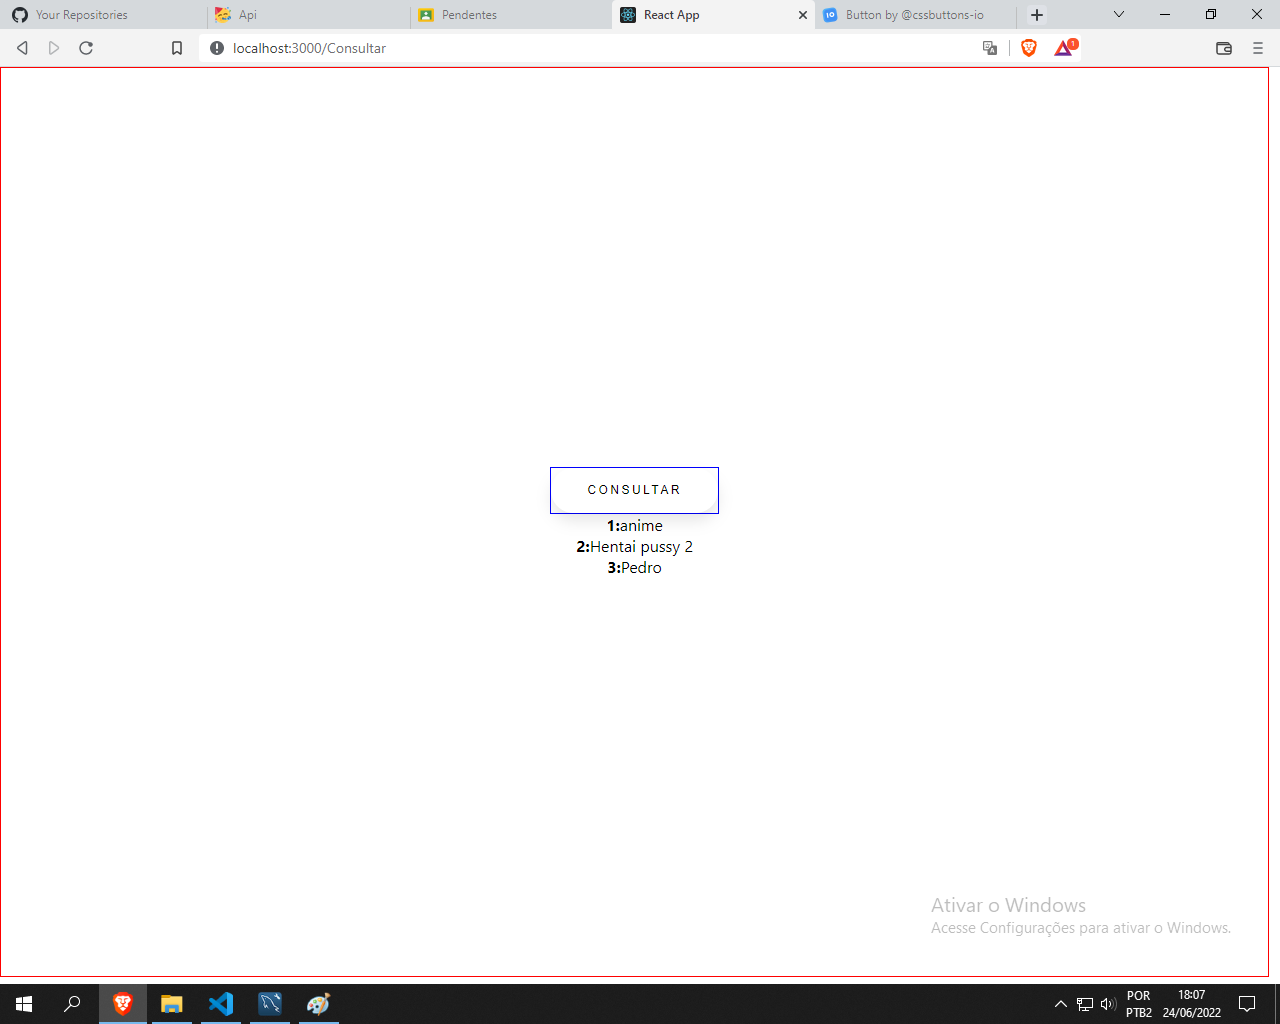 Your Repositories
Api
Pendentes
React App
Button by @cssbuttons-io
localhost:3000/Consultar
1
CONSULTAR
1:anime
2:Hentai pussy 2
3:Pedro
Ativar o Windows
Acesse Configurações para ativar o Windows.
POR
PTB2
18:07
24/06/2022